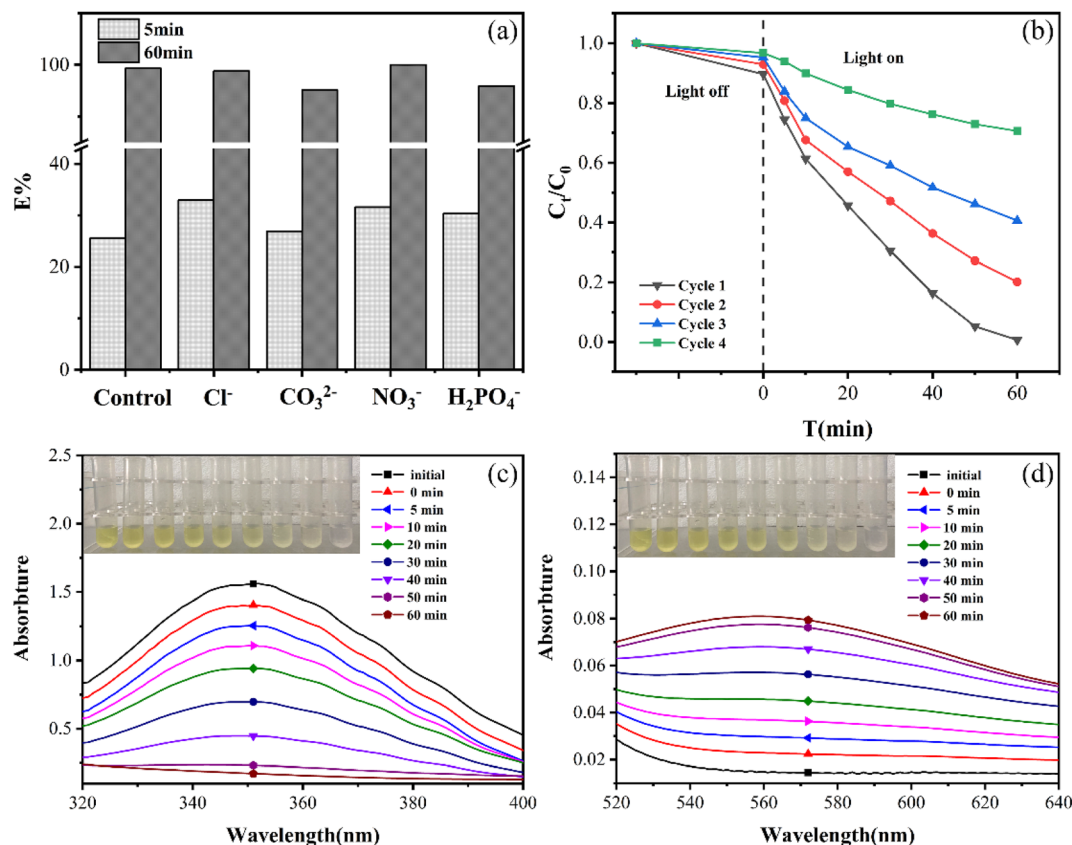 (a)
5min
60min
100
40
20
0
E%
Control Cl⁻ CO₃²⁻ NO₃⁻ H₂PO₄⁻
(b)
Light on
Light off
1.0
0.8
0.6
0.4
0.2
0.0
Cₜ/C₀
Cycle 1
Cycle 2
Cycle 3
Cycle 4
0 20 40 60
T(min)
(c)
initial
0 min
5 min
10 min
20 min
30 min
40 min
50 min
60 min
2.5
2.0
1.5
1.0
0.5
Absorbture
320 340 360 380 400
Wavelength(nm)
(d)
initial
0 min
5 min
10 min
20 min
30 min
40 min
50 min
60 min
0.14
0.12
0.10
0.08
0.06
0.04
0.02
Absorbture
520 540 560 580 600 620 640
Wavelength(nm)